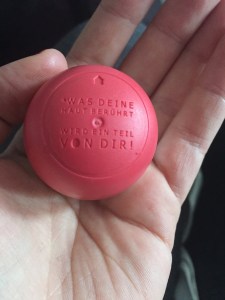 "WAS DEINE
HAUT BERÜHRT
WIRD EIN TEIL
VON DIR!